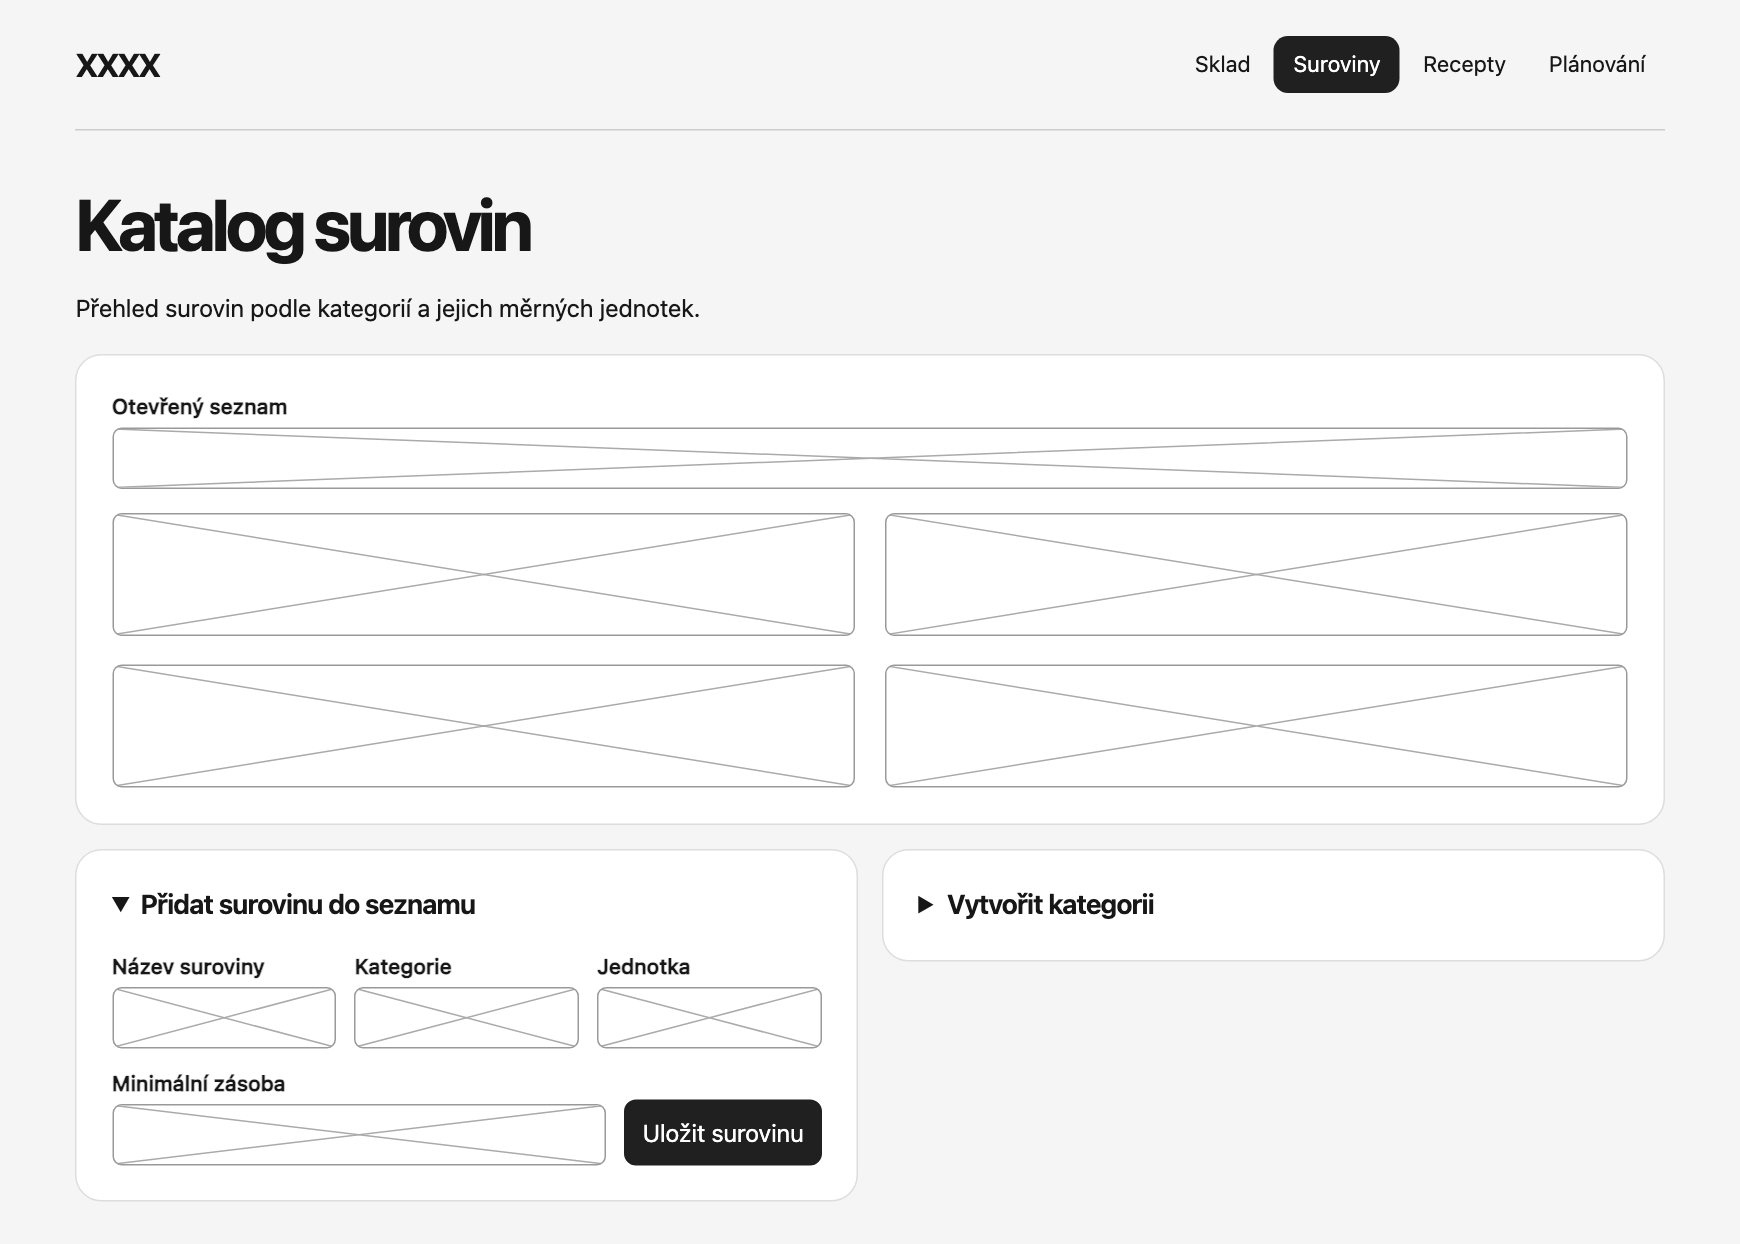 XXXX
Sklad
Suroviny
Recepty
Plánování
Katalog surovin
Přehled surovin podle kategorií a jejich měrných jednotek.
Otevřený seznam
Přidat surovinu do seznamu
Název suroviny
Kategorie
Jednotka
Minimální zásoba
Uložit surovinu
Vytvořit kategorii